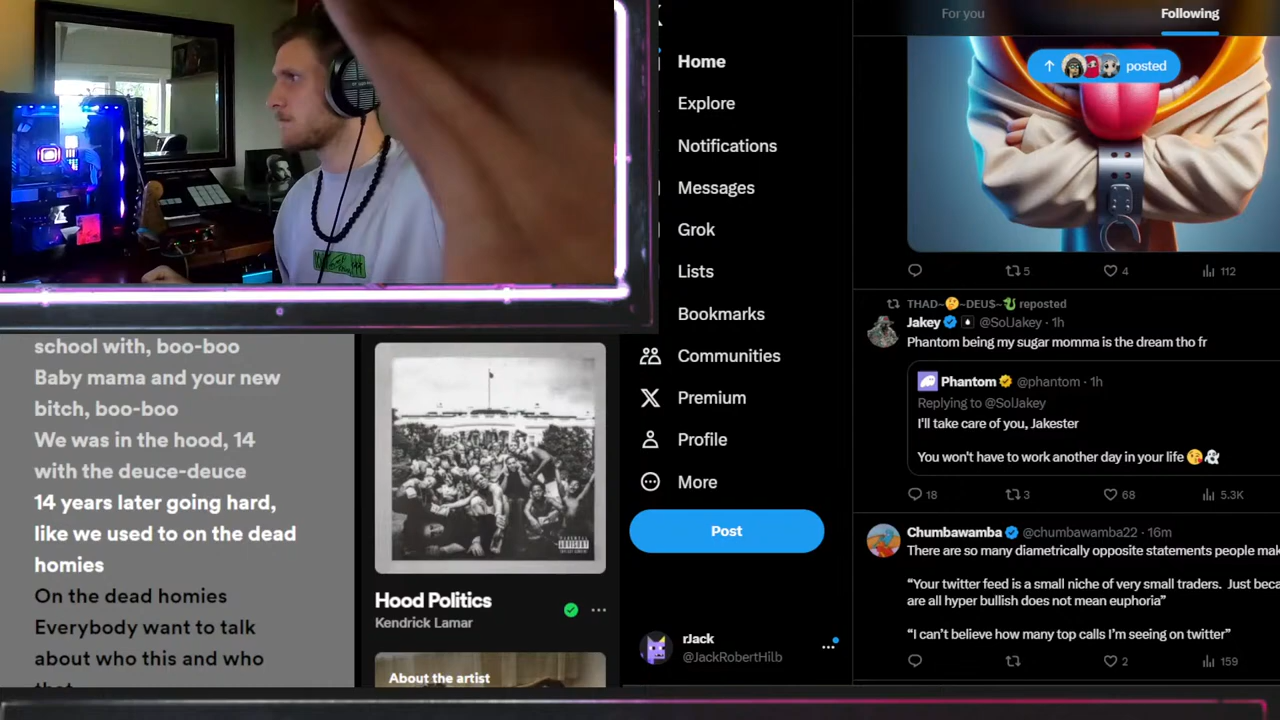 school with, boo-boo
Baby mama and your new
bitch, boo-boo
We was in the hood, 14
with the deuce-deuce
14 years later going hard,
like we used to on the dead
homies
On the dead homies
Everybody want to talk
about who this and who
that
Hood Politics
Kendrick Lamar
About the artist
Home
Explore
Notifications
Messages
Grok
Lists
Bookmarks
Communities
Premium
Profile
More
Post
rJack
@JackRobertHilb
For you
Following
posted
5
4
112
THAD~🤔~DEU$~🐉 reposted
Jakey @SolJakey · 1h
Phantom being my sugar momma is the dream tho fr
Phantom @phantom · 1h
Replying to @SolJakey
I'll take care of you, Jakester
You won't have to work another day in your life 😘👻
18
3
68
5.3K
Chumbawamba @chumbawamba22 · 16m
There are so many diametrically opposite statements people
“Your twitter feed is a small niche of very small traders. Just
are all hyper bullish does not mean euphoria”
“I can’t believe how many top calls I’m seeing on twitter”
2
159